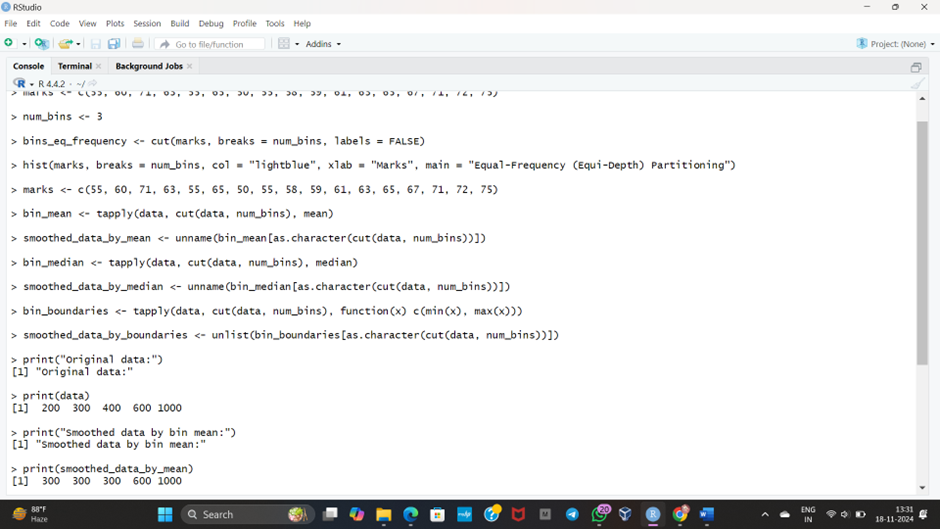 RStudio
File Edit Code View Plots Session Build Debug Profile Tools Help
Go to file/function
Addins
Project: (None)
Console Terminal Background Jobs
R 4.4.2 · ~/
> marks <- c(55, 60, 71, 63, 55, 65, 50, 55, 58, 59, 61, 63, 65, 67, 71, 72, 75)
> num_bins <- 3
> bins_eq_frequency <- cut(marks, breaks = num_bins, labels = FALSE)
> hist(marks, breaks = num_bins, col = "lightblue", xlab = "Marks", main = "Equal-Frequency (Equi-Depth) Partitioning")
> marks <- c(55, 60, 71, 63, 55, 65, 50, 55, 58, 59, 61, 63, 65, 67, 71, 72, 75)
> bin_mean <- tapply(data, cut(data, num_bins), mean)
> smoothed_data_by_mean <- unname(bin_mean[as.character(cut(data, num_bins))])
> bin_median <- tapply(data, cut(data, num_bins), median)
> smoothed_data_by_median <- unname(bin_median[as.character(cut(data, num_bins))])
> bin_boundaries <- tapply(data, cut(data, num_bins), function(x) c(min(x), max(x)))
> smoothed_data_by_boundaries <- unlist(bin_boundaries[as.character(cut(data, num_bins))])
> print("Original data:")
[1] "Original data:"
> print(data)
[1] 200 300 400 600 1000
> print("Smoothed data by bin mean:")
[1] "Smoothed data by bin mean:"
> print(smoothed_data_by_mean)
[1] 300 300 300 600 1000
88°F
Haze
Search
20
ENG
IN
13:31
18-11-2024